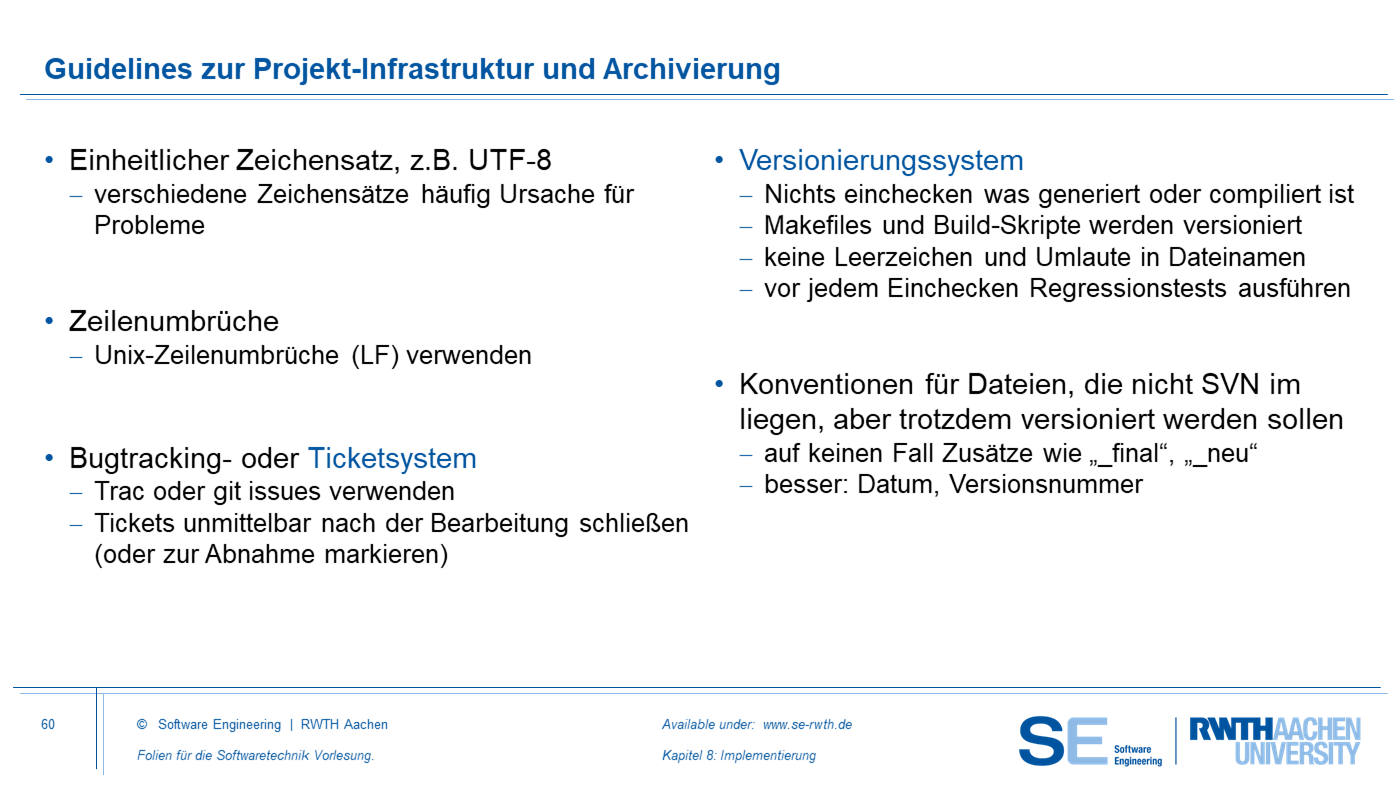 Guidelines zur Projekt-Infrastruktur und Archivierung
• Einheitlicher Zeichensatz, z.B. UTF-8
– verschiedene Zeichensätze häufig Ursache für
Probleme
• Zeilenumbrüche
– Unix-Zeilenumbrüche (LF) verwenden
• Bugtracking- oder Ticketsystem
– Trac oder git issues verwenden
– Tickets unmittelbar nach der Bearbeitung schließen
(oder zur Abnahme markieren)
• Versionierungssystem
– Nichts einchecken was generiert oder compiliert ist
– Makefiles und Build-Skripte werden versioniert
– keine Leerzeichen und Umlaute in Dateinamen
– vor jedem Einchecken Regressionstests ausführen
• Konventionen für Dateien, die nicht SVN im
liegen, aber trotzdem versioniert werden sollen
– auf keinen Fall Zusätze wie „_final“, „_neu“
– besser: Datum, Versionsnummer
60
© Software Engineering | RWTH Aachen
Folien für die Softwaretechnik Vorlesung.
Available under: www.se-rwth.de
Kapitel 8: Implementierung
SE Software
Engineering
RWTH AACHEN
UNIVERSITY